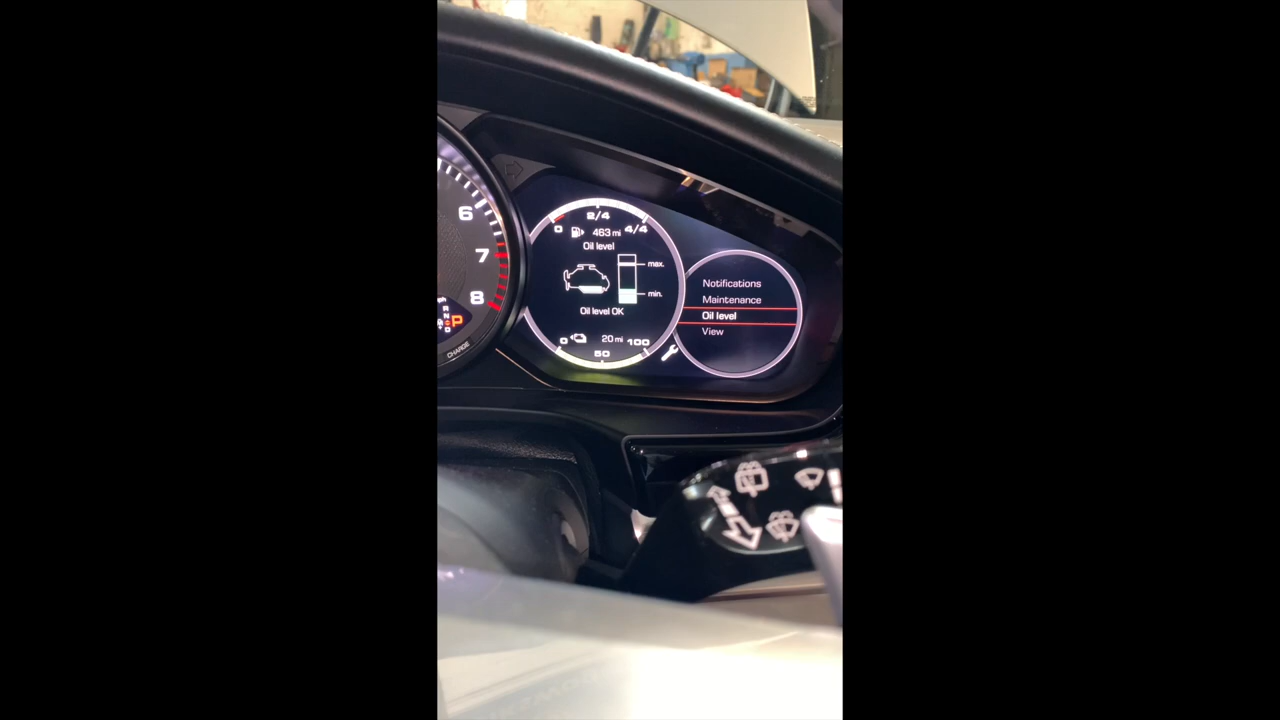 6
7
8
R
N
D
P
CHARGE
2/4
0
463 mi
4/4
Oil level
max.
min.
Oil level OK
0
20 mi
100
50
Notifications
Maintenance
Oil level
View